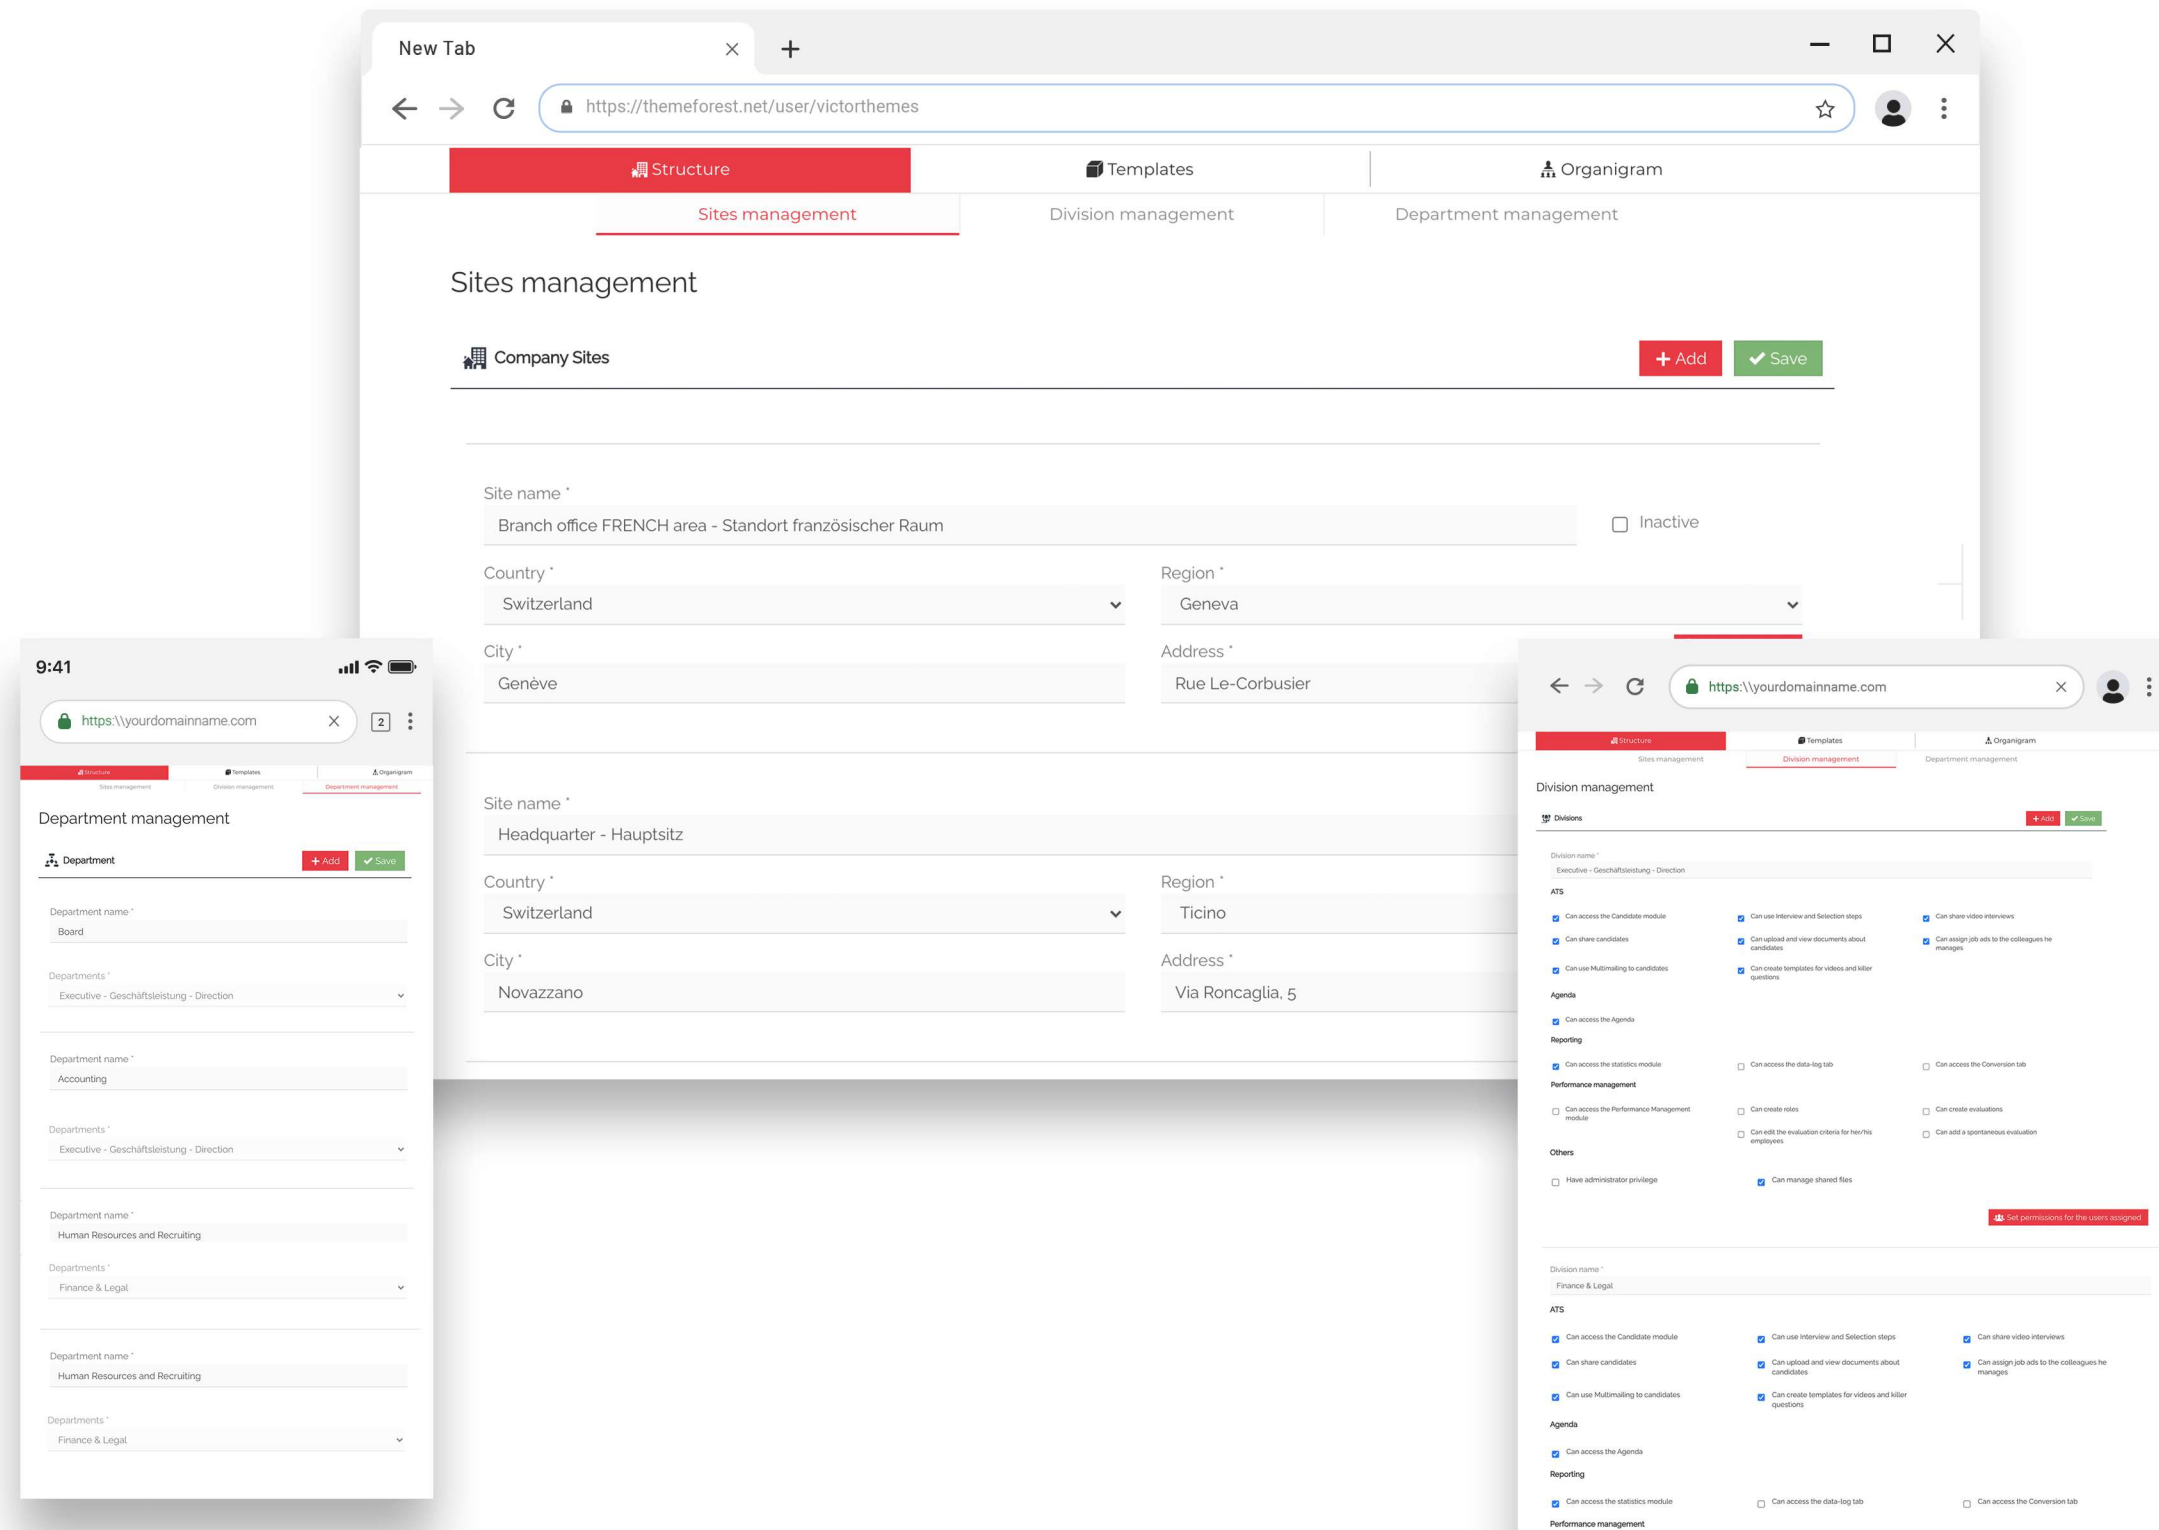 New Tab
https://themeforest.net/user/victorthemes
Structure
Templates
Organigram
Sites management
Division management
Department management
Sites management
Company Sites
Add
Save
Site name *
Branch office FRENCH area - Standort französischer Raum
Inactive
Country *
Region *
Switzerland
Geneva
City *
Address *
Genève
Rue Le-Corbusier
Site name *
Headquarter - Hauptsitz
Country *
Region *
Switzerland
Ticino
City *
Address *
Novazzano
Via Roncaglia, 5
9:41
https:\\yourdomainname.com
2
Structure
Templates
Organigram
Sites management
Division management
Department management
Department management
Department
Add
Save
Department name *
Board
Departments *
Executive - Geschäftsleistung - Direction
Department name *
Accounting
Departments *
Executive - Geschäftsleistung - Direction
Department name *
Human Resources and Recruiting
Departments *
Finance & Legal
Department name *
Human Resources and Recruiting
Departments *
Finance & Legal
https:\\yourdomainname.com
Structure
Templates
Organigram
Sites management
Division management
Department management
Division management
Divisions
Add
Save
Division name *
Executive - Geschäftsleistung - Direction
ATS
Can access the Candidate module
Can use Interview and Selection steps
Can share video interviews
Can share candidates
Can upload and view documents about
candidates
Can assign job ads to the colleagues he
manages
Can use Multimailing to candidates
Can create templates for videos and killer
questions
Agenda
Can access the Agenda
Reporting
Can access the statistics module
Can access the data-log tab
Can access the Conversion tab
Performance management
Can access the Performance Management
module
Can create roles
Can create evaluations
Can edit the evaluation criteria for her/his
employees
Can add a spontaneous evaluation
Others
Have administrator privilege
Can manage shared files
Set permissions for the users assigned
Division name *
Finance & Legal
ATS
Can access the Candidate module
Can use Interview and Selection steps
Can share video interviews
Can share candidates
Can upload and view documents about
candidates
Can assign job ads to the colleagues he
manages
Can use Multimailing to candidates
Can create templates for videos and killer
questions
Agenda
Can access the Agenda
Reporting
Can access the statistics module
Can access the data-log tab
Can access the Conversion tab
Performance management